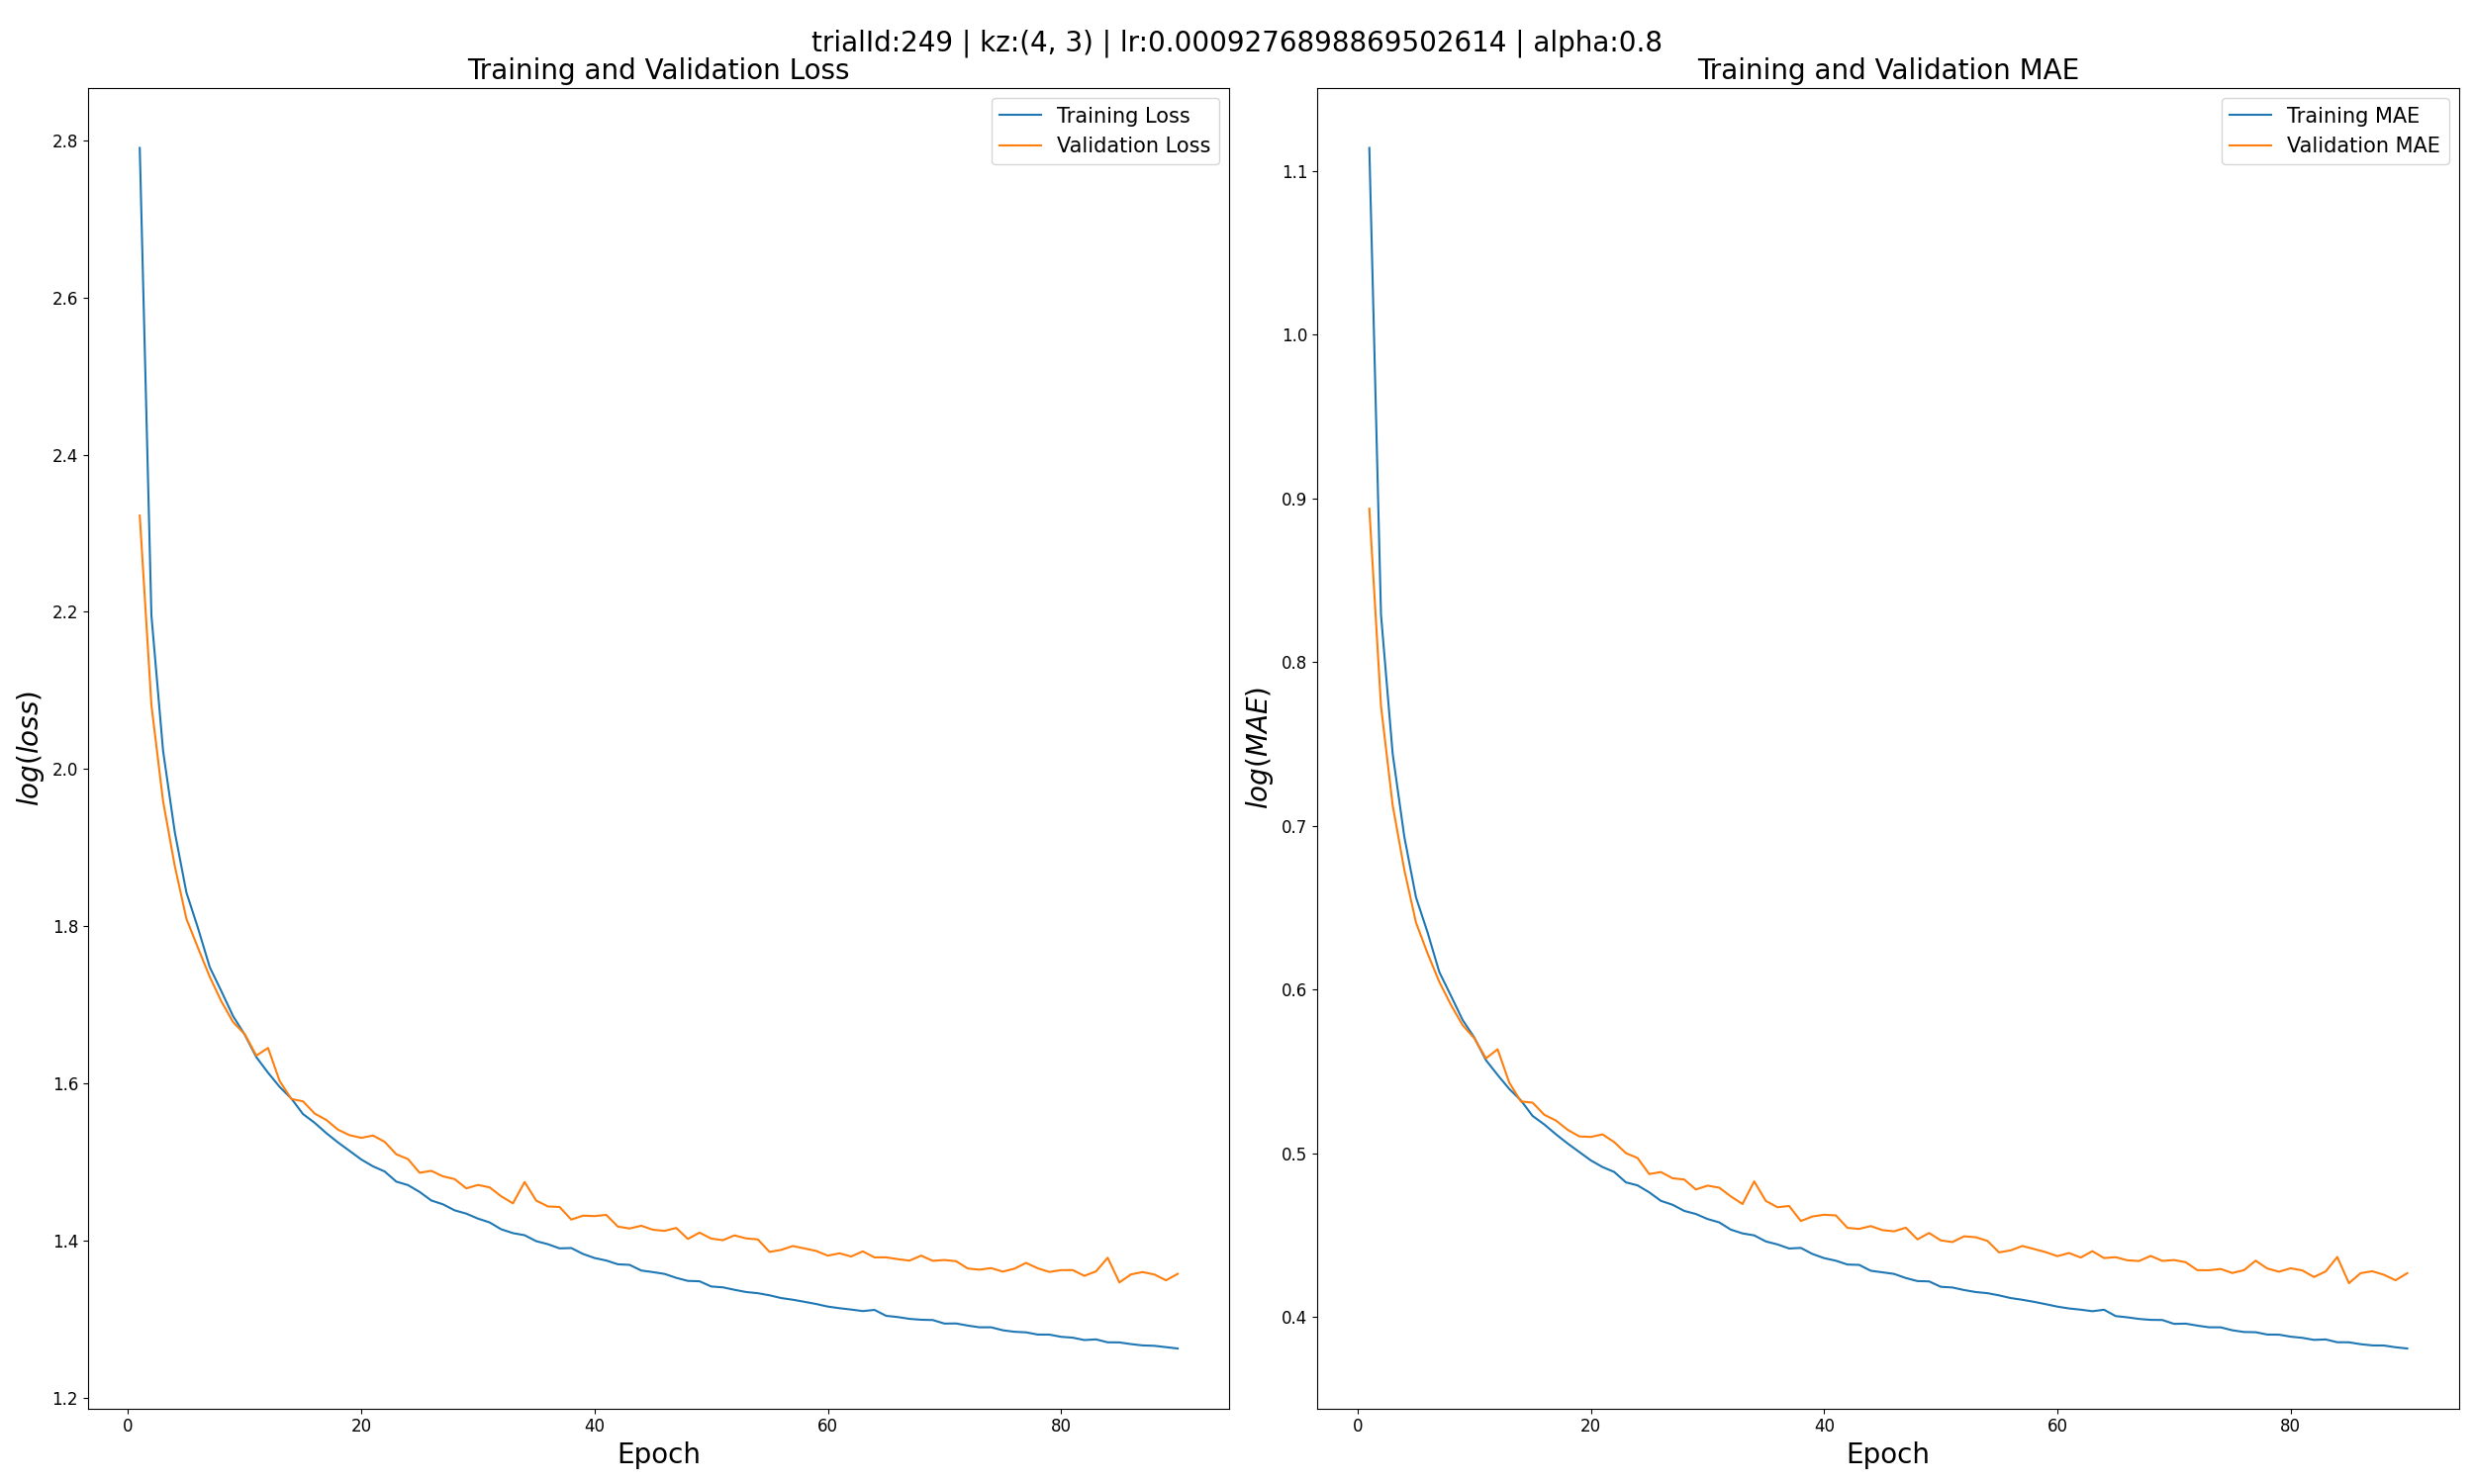 trialId:249 | kz:(4, 3) | lr:0.0009276898869502614 | alpha:0.8
Training and Validation Loss
Training Loss
Validation Loss
2.8
2.6
2.4
2.2
2.0
1.8
1.6
1.4
1.2
log(loss)
0 20 40 60 80
Epoch
Training and Validation MAE
Training MAE
Validation MAE
1.1
1.0
0.9
0.8
0.7
0.6
0.5
0.4
log(MAE)
0 20 40 60 80
Epoch